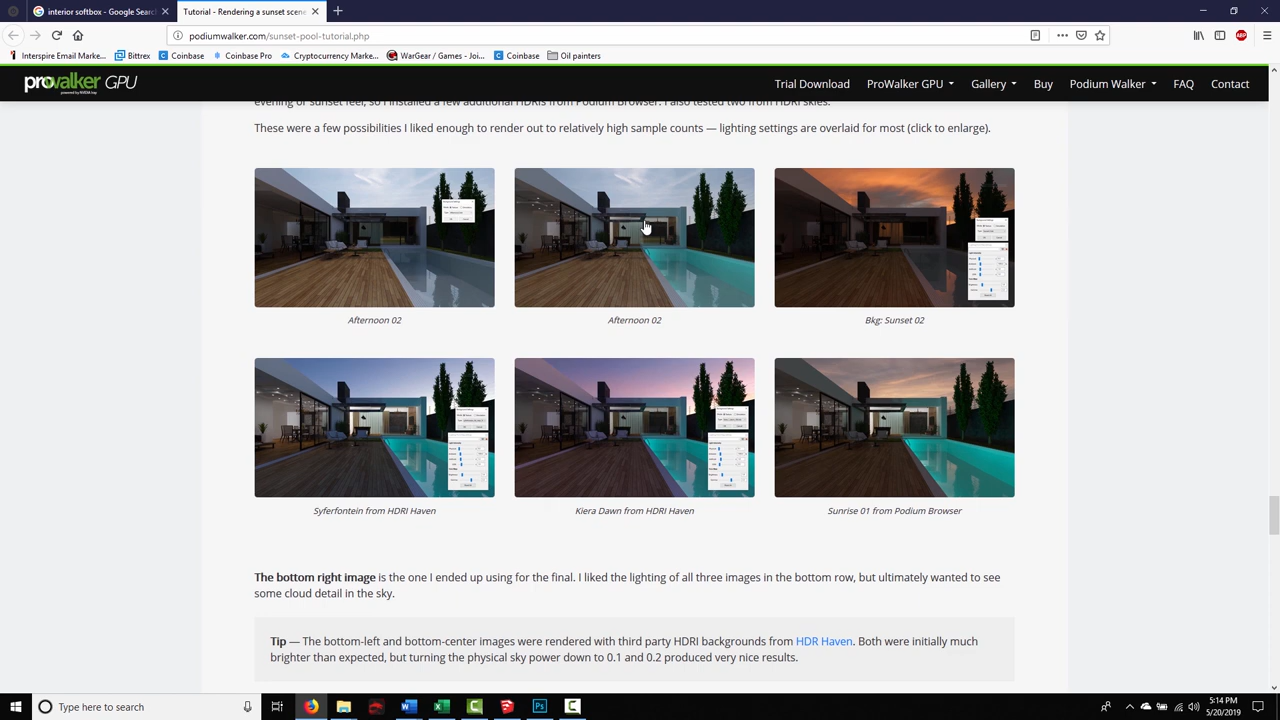 interior softbox - Google Searc
Tutorial - Rendering a sunset scene
podiumwalker.com/sunset-pool-tutorial.php
Interspire Email Marke...
Bittrex
Coinbase
Coinbase Pro
Cryptocurrency Marke...
WarGear / Games - Joi...
Coinbase
Oil painters
prowalker GPU
powered by NVIDIA Iray
Trial Download
ProWalker GPU
Gallery
Buy
Podium Walker
FAQ
Contact
evening or sunset feel, so I installed a few additional HDRIs from Podium Browser. I also tested two from HDRI skies.
These were a few possibilities I liked enough to render out to relatively high sample counts — lighting settings are overlaid for most (click to enlarge).
Afternoon 02
Afternoon 02
Bkg: Sunset 02
Syferfontein from HDRI Haven
Kiera Dawn from HDRI Haven
Sunrise 01 from Podium Browser
The bottom right image is the one I ended up using for the final. I liked the lighting of all three images in the bottom row, but ultimately wanted to see
some cloud detail in the sky.
Tip — The bottom-left and bottom-center images were rendered with third party HDRI backgrounds from HDR Haven. Both were initially much
brighter than expected, but turning the physical sky power down to 0.1 and 0.2 produced very nice results.
Type here to search
5:14 PM
5/20/2019